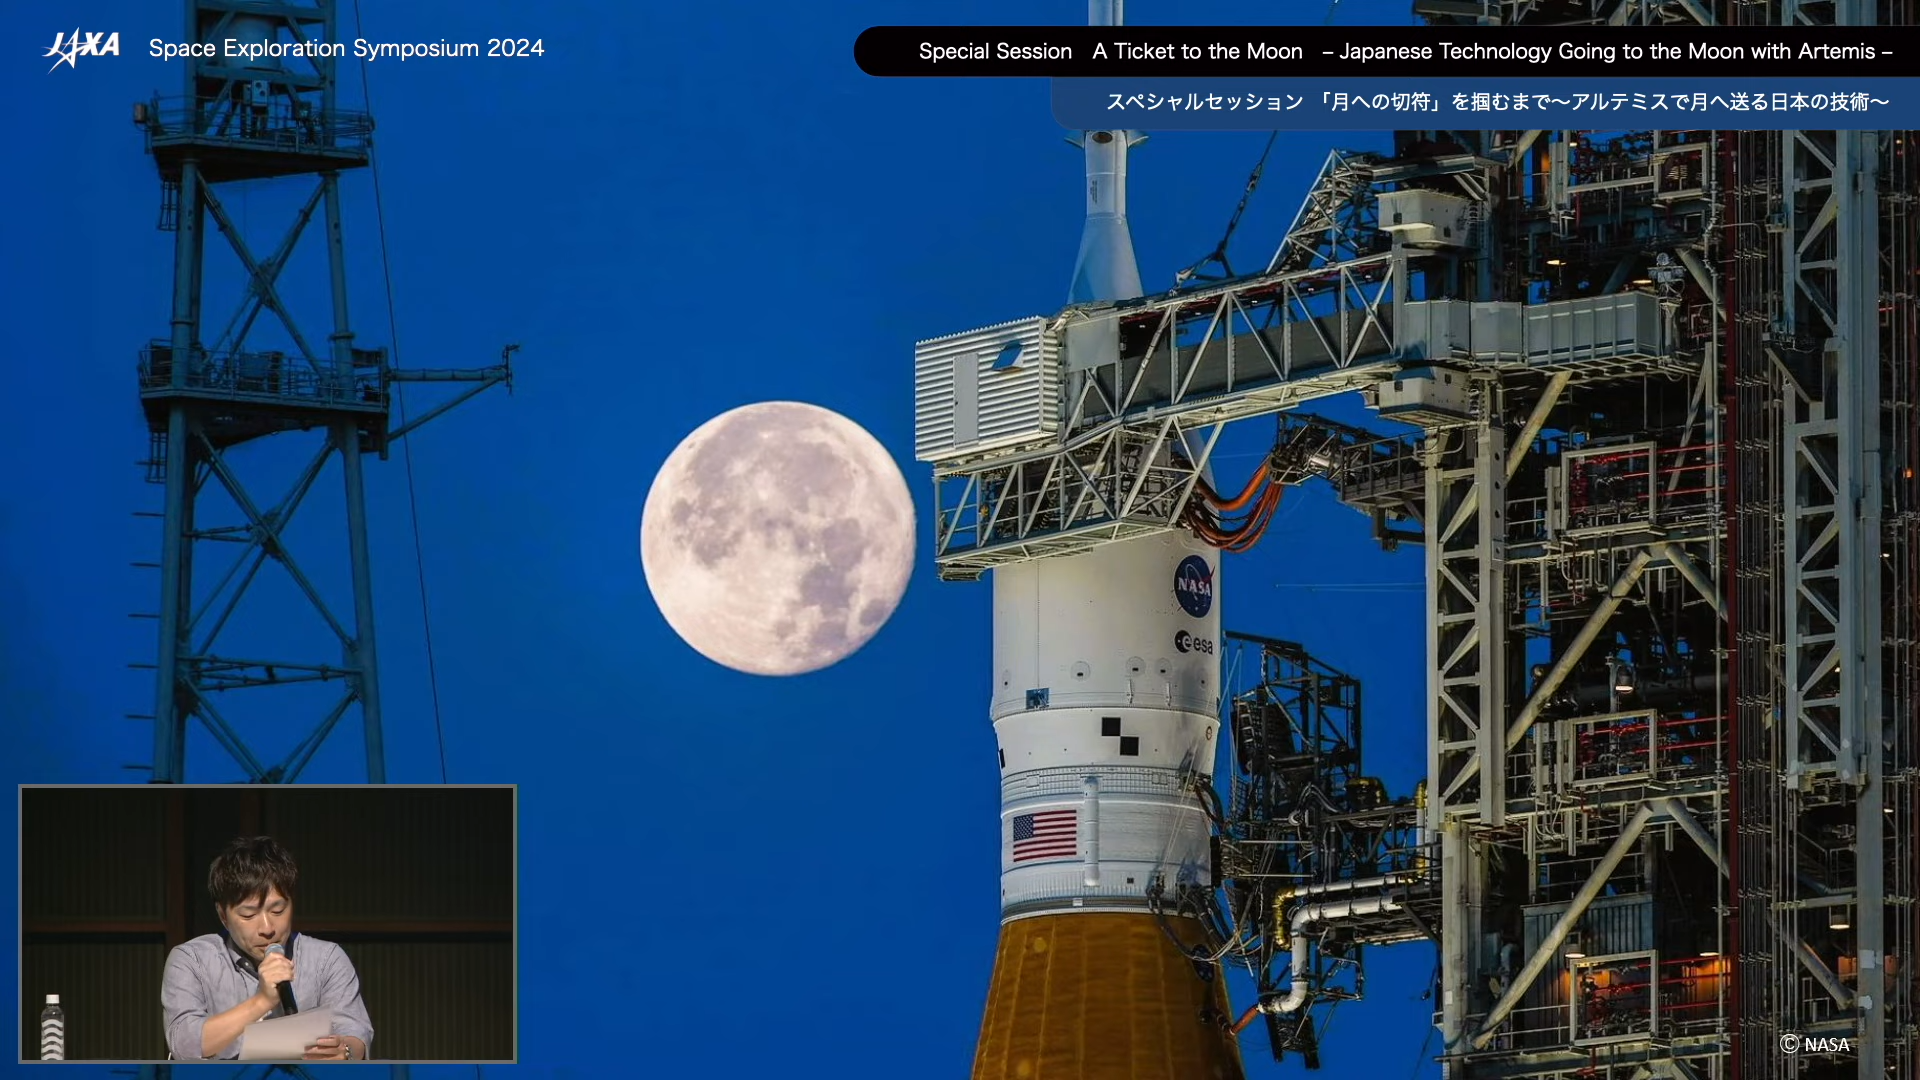 JAXA Space Exploration Symposium 2024
Special Session　A Ticket to the Moon　– Japanese Technology Going to the Moon with Artemis –
スペシャルセッション 「月への切符」を掴むまで〜アルテミスで月へ送る日本の技術〜
NASA
esa
© NASA